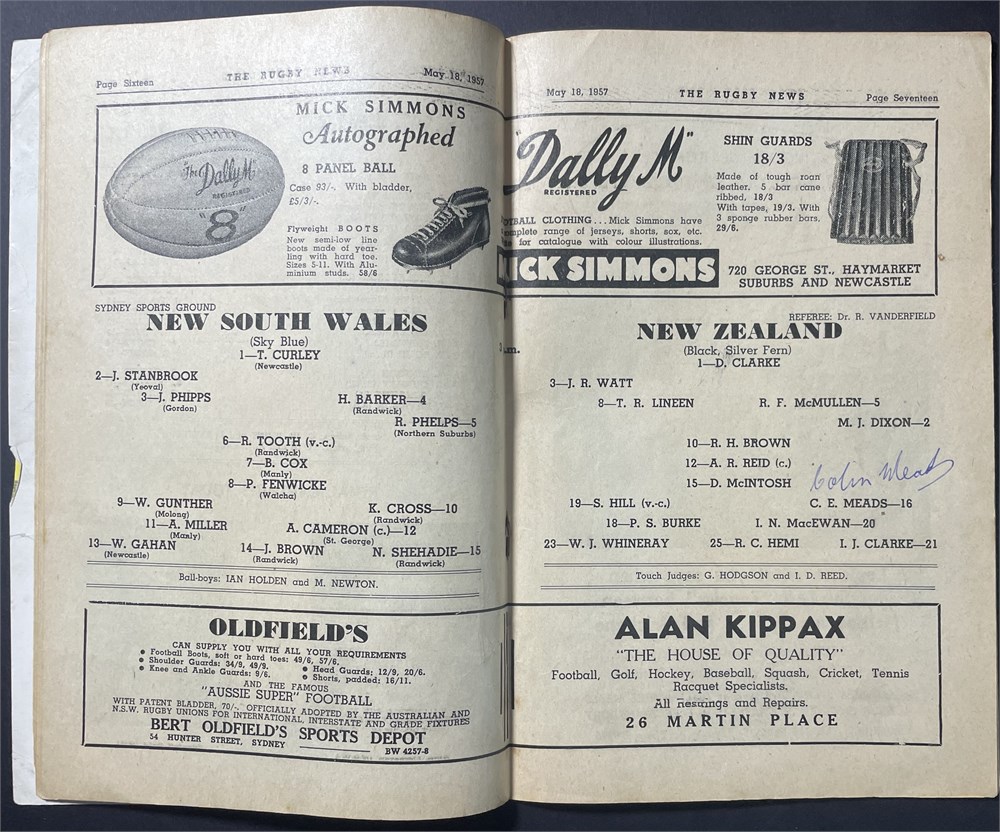 Page Sixteen
THE RUGBY NEWS
May 18, 1957
MICK SIMMONS
Autographed
8 PANEL BALL
Case 93/-. With bladder,
£5/3/-.
"The Dally M"
REGISTERED
"8"
Flyweight BOOTS
New semi-low line
boots made of year-
ling with hard toe.
Sizes 5-11. With Alu-
minium studs. 58/6
SYDNEY SPORTS GROUND
NEW SOUTH WALES
(Sky Blue)
1—T. CURLEY
(Newcastle)
2—J. STANBROOK
(Yeoval)
3—J. PHIPPS
(Gordon)
H. BARKER—4
(Randwick)
R. PHELPS—5
(Northern Suburbs)
6—R. TOOTH (v.-c.)
(Randwick)
7—B. COX
(Manly)
8—P. FENWICKE
(Walcha)
9—W. GUNTHER
(Molong)
K. CROSS—10
(Randwick)
11—A. MILLER
(Manly)
A. CAMERON (c.)—12
(St. George)
13—W. GAHAN
(Newcastle)
14—J. BROWN
(Randwick)
N. SHEHADIE—15
(Randwick)
Ball-boys: IAN HOLDEN and M. NEWTON.
OLDFIELD'S
CAN SUPPLY YOU WITH ALL YOUR REQUIREMENTS
• Football Boots, soft or hard toes: 49/6, 57/6.
• Shoulder Guards: 34/9, 49/9.
• Head Guards: 12/9, 20/6.
• Knee and Ankle Guards: 9/6.
• Shorts, padded: 16/11.
AND THE FAMOUS
"AUSSIE SUPER" FOOTBALL
WITH PATENT BLADDER, 70/-. OFFICIALLY ADOPTED BY THE AUSTRALIAN AND
N.S.W. RUGBY UNIONS FOR INTERNATIONAL, INTERSTATE AND GRADE FIXTURES
BERT OLDFIELD'S SPORTS DEPOT
54 HUNTER STREET, SYDNEY
BW 4257-8
May 18, 1957
THE RUGBY NEWS
Page Seventeen
"Dally M"
REGISTERED
SHIN GUARDS
18/3
Made of tough roan
leather. 5 bar cane
ribbed, 18/3
With tapes, 19/3. With
3 sponge rubber bars.
29/6.
TBALL CLOTHING . . . Mick Simmons have
mplete range of jerseys, shorts, sox, etc.
for catalogue with colour illustrations.
ICK SIMMONS
720 GEORGE ST., HAYMARKET
SUBURBS AND NEWCASTLE
REFEREE: Dr. R. VANDERFIELD
NEW ZEALAND
(Black, Silver Fern)
.m.
1—D. CLARKE
3—J. R. WATT
8—T. R. LINEEN
R. F. McMULLEN—5
M. J. DIXON—2
10—R. H. BROWN
12—A. R. REID (c.)
15—D. McINTOSH
Colin Meads
19—S. HILL (v.-c.)
C. E. MEADS—16
18—P. S. BURKE
I. N. MacEWAN—20
23—W. J. WHINERAY
25—R. C. HEMI
I. J. CLARKE—21
Touch Judges: G. HODGSON and I. D. REED.
ALAN KIPPAX
"THE HOUSE OF QUALITY"
Football, Golf, Hockey, Baseball, Squash, Cricket, Tennis
Racquet Specialists.
All Restrings and Repairs.
26 MARTIN PLACE